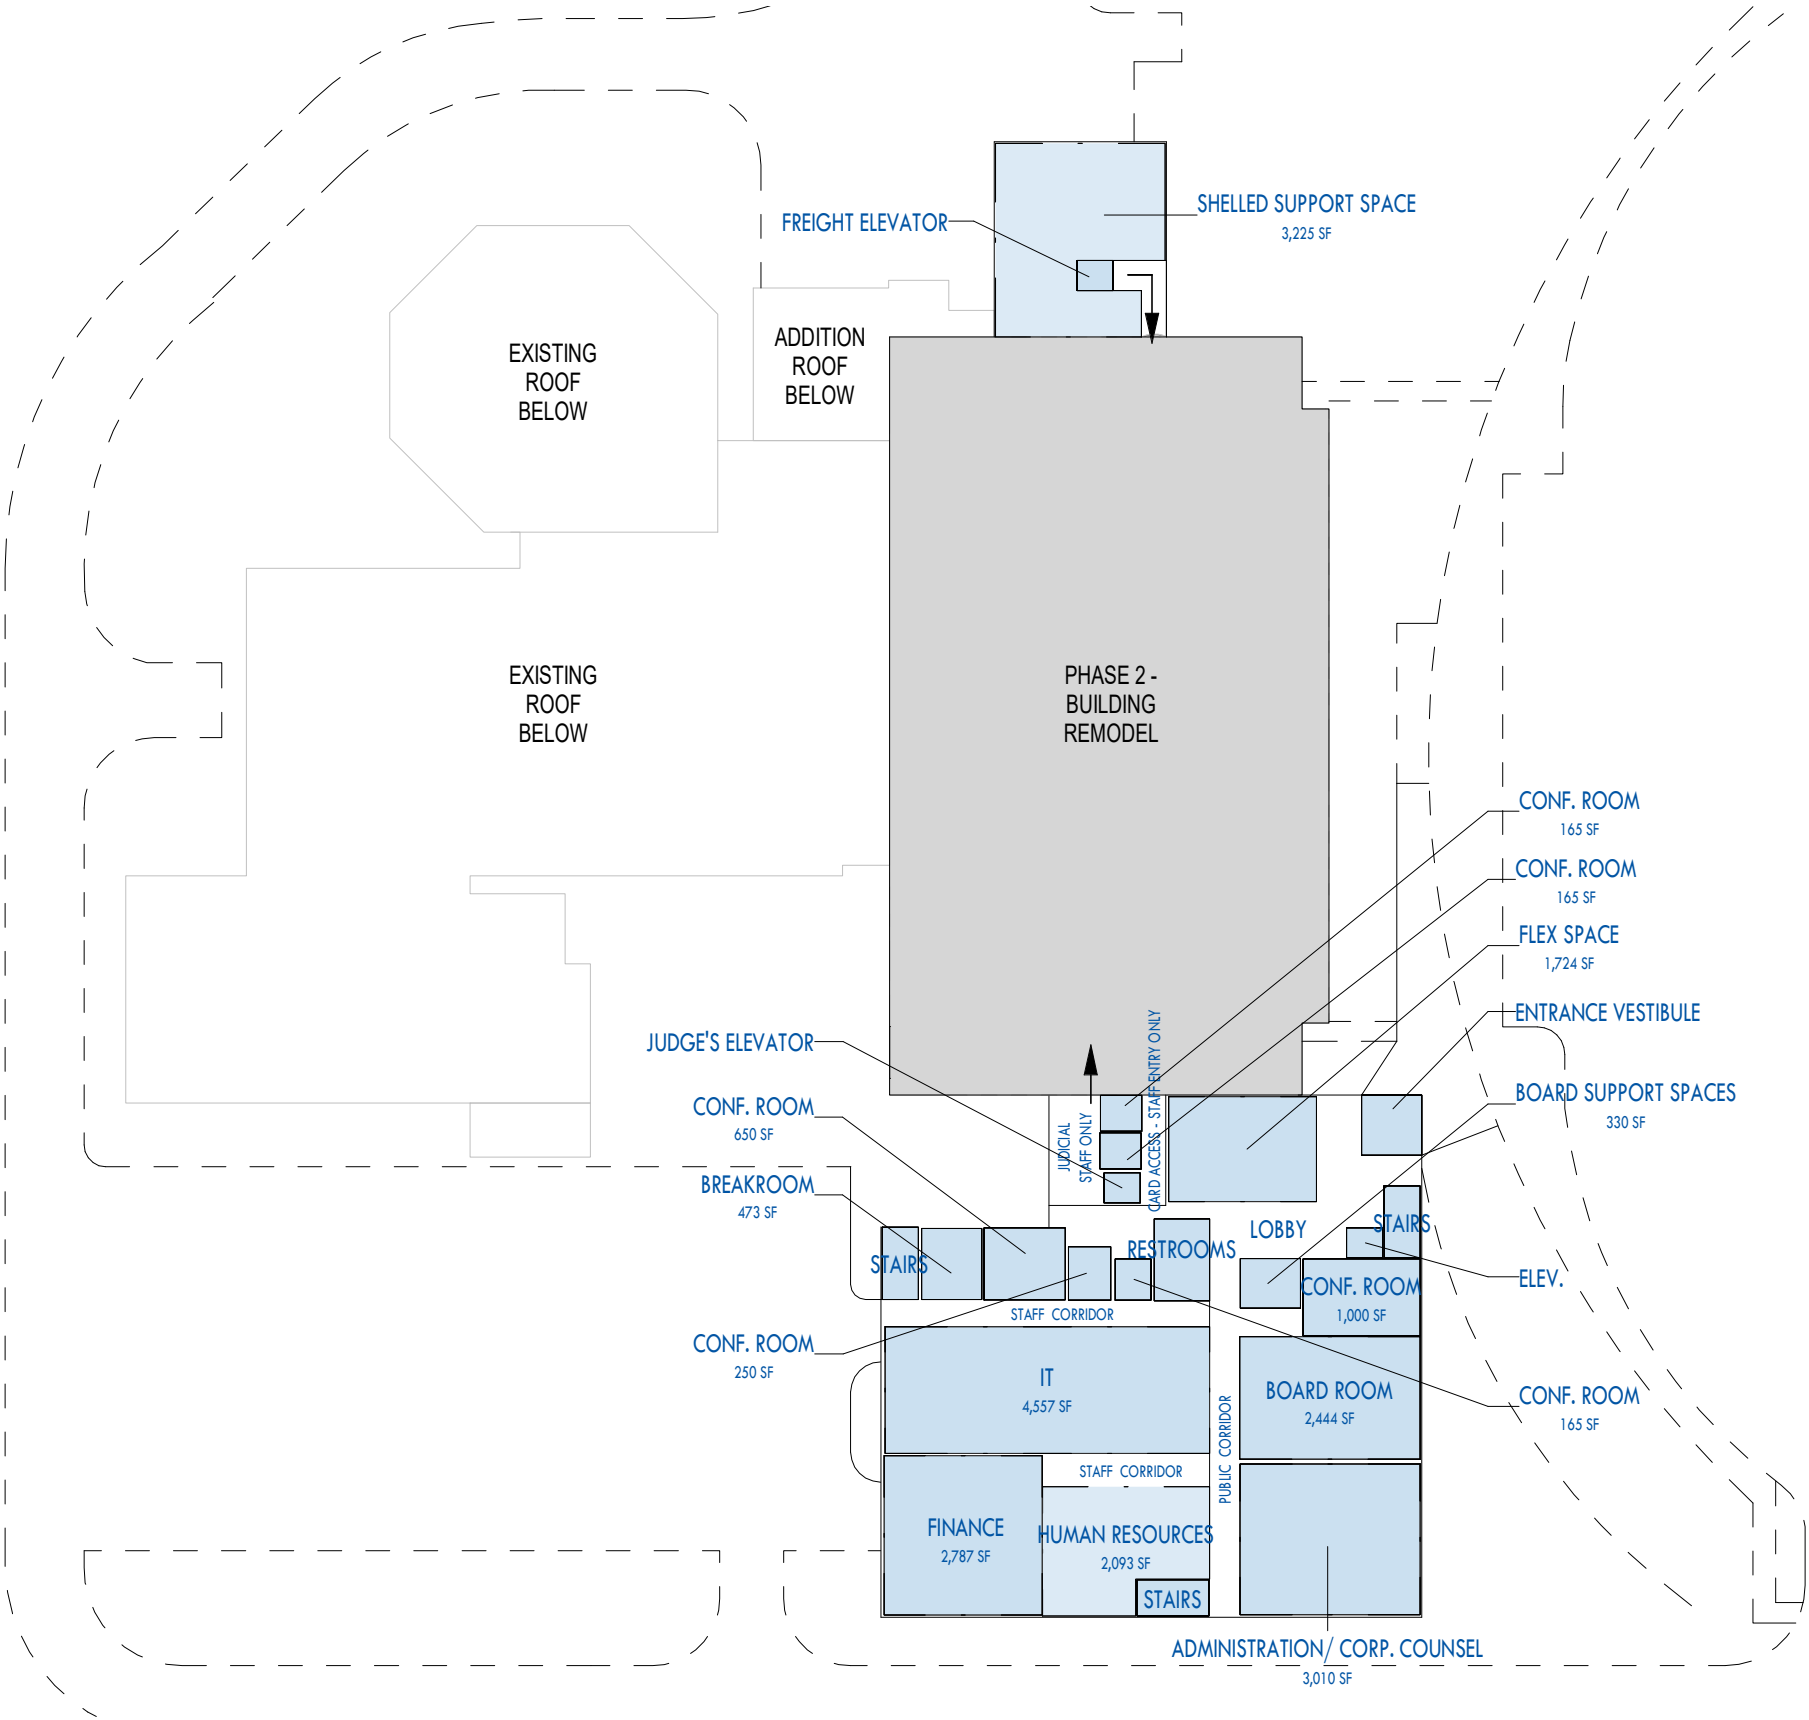 SHELLED SUPPORT SPACE
3,225 SF
FREIGHT ELEVATOR
EXISTING
ROOF
BELOW
ADDITION
ROOF
BELOW
EXISTING
ROOF
BELOW
PHASE 2 -
BUILDING
REMODEL
CONF. ROOM
165 SF
CONF. ROOM
165 SF
FLEX SPACE
1,724 SF
ENTRANCE VESTIBULE
BOARD SUPPORT SPACES
330 SF
JUDGE'S ELEVATOR
CONF. ROOM
650 SF
BREAKROOM
473 SF
JUDICIAL
STAFF ONLY
CARD ACCESS - STAFF ENTRY ONLY
STAIRS
RESTROOMS
LOBBY
STAIRS
ELEV.
CONF. ROOM
1,000 SF
STAFF CORRIDOR
CONF. ROOM
250 SF
IT
4,557 SF
BOARD ROOM
2,444 SF
CONF. ROOM
165 SF
PUBLIC CORRIDOR
STAFF CORRIDOR
FINANCE
2,787 SF
HUMAN RESOURCES
2,093 SF
STAIRS
ADMINISTRATION/ CORP. COUNSEL
3,010 SF